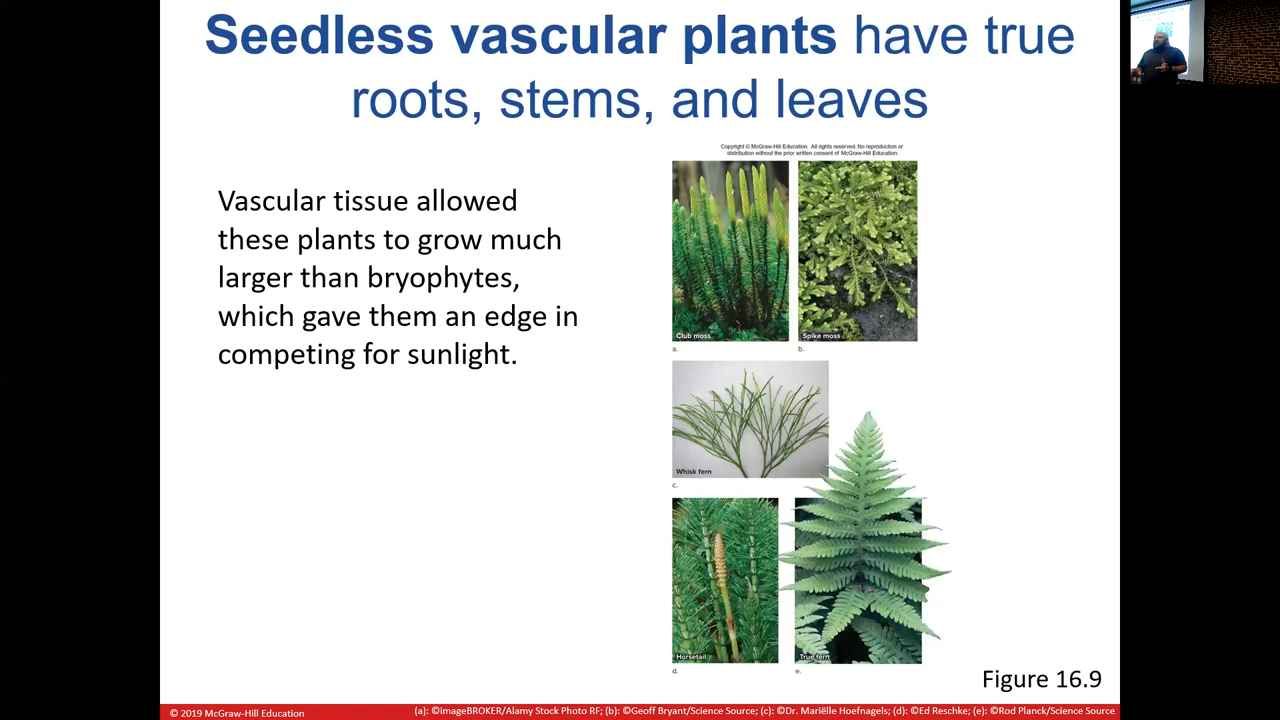 Seedless vascular plants have true
roots, stems, and leaves
Copyright © McGraw-Hill Education. All rights reserved. No reproduction or
distribution without the prior written consent of McGraw-Hill Education.
Vascular tissue allowed
these plants to grow much
larger than bryophytes,
which gave them an edge in
competing for sunlight.
Club moss
a.
Spike moss
b.
Whisk fern
c.
Horsetail
d.
True fern
e.
Figure 16.9
© 2019 McGraw-Hill Education
(a): ©imageBROKER/Alamy Stock Photo RF; (b): ©Geoff Bryant/Science Source; (c): ©Dr. Mariëlle Hoefnagels; (d): ©Ed Reschke; (e): ©Rod Planck/Science Source